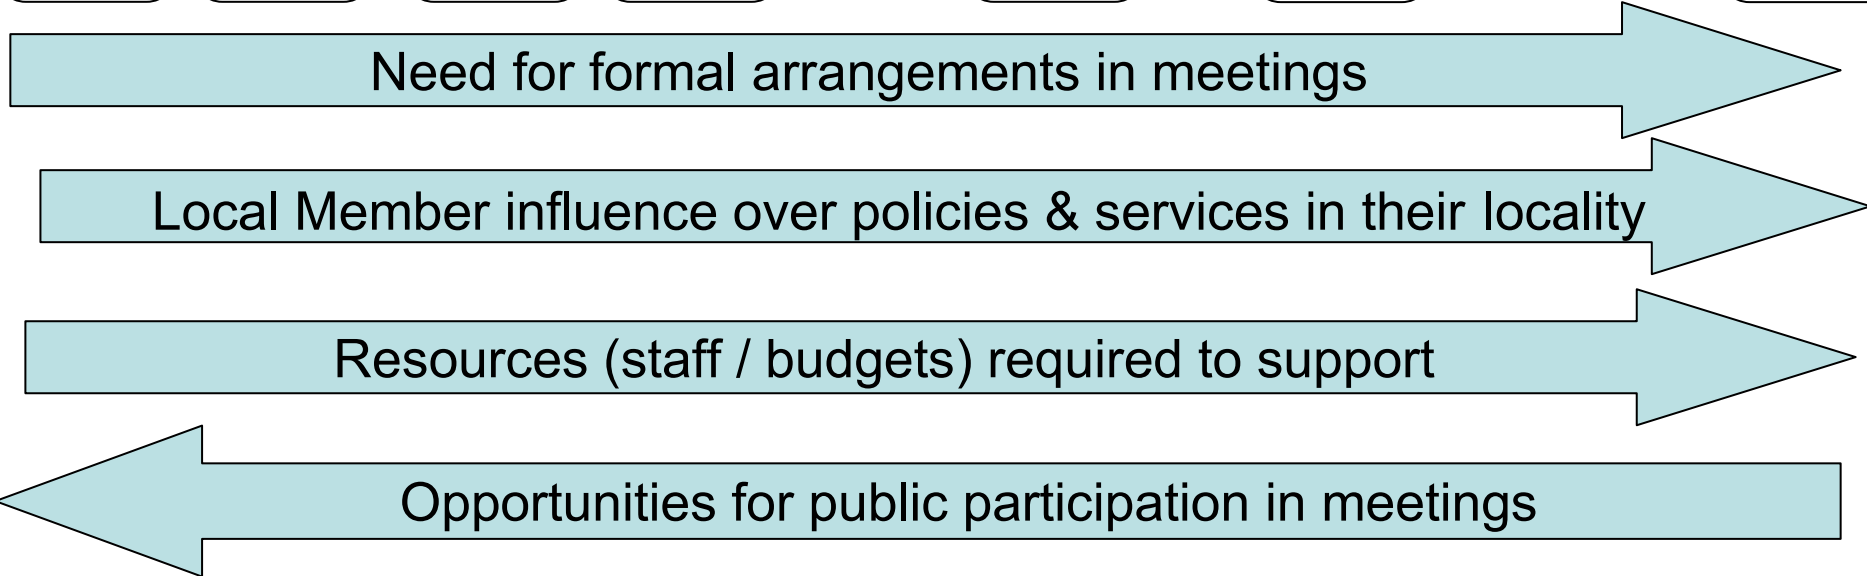 Need for formal arrangements in meetings
Local Member influence over policies & services in their locality
Resources (staff / budgets) required to support
Opportunities for public participation in meetings